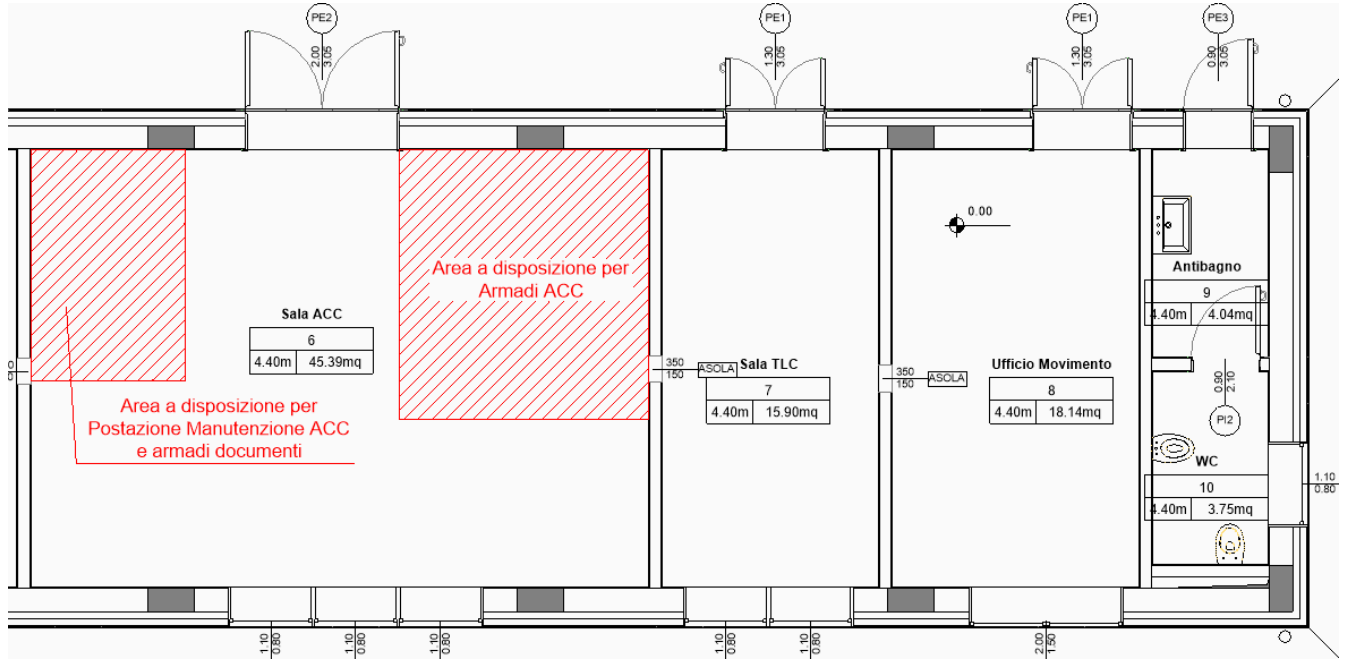 PE2
2.00
3.05
PE1
1.30
3.05
PE1
1.30
3.05
PE3
0.90
3.05
0.00
Area a disposizione per
Armadi ACC
Sala ACC
6
4.40m 45.39mq
Area a disposizione per
Postazione Manutenzione ACC
e armadi documenti
350
150
ASOLA
Sala TLC
7
4.40m 15.90mq
350
150
ASOLA
Ufficio Movimento
8
4.40m 18.14mq
Antibagno
9
4.40m 4.04mq
0.90
2.10
PI2
WC
10
4.40m 3.75mq
1.10
0.80
1.10
0.80
1.10
0.80
1.10
0.80
1.10
0.80
1.10
0.80
2.00
1.50